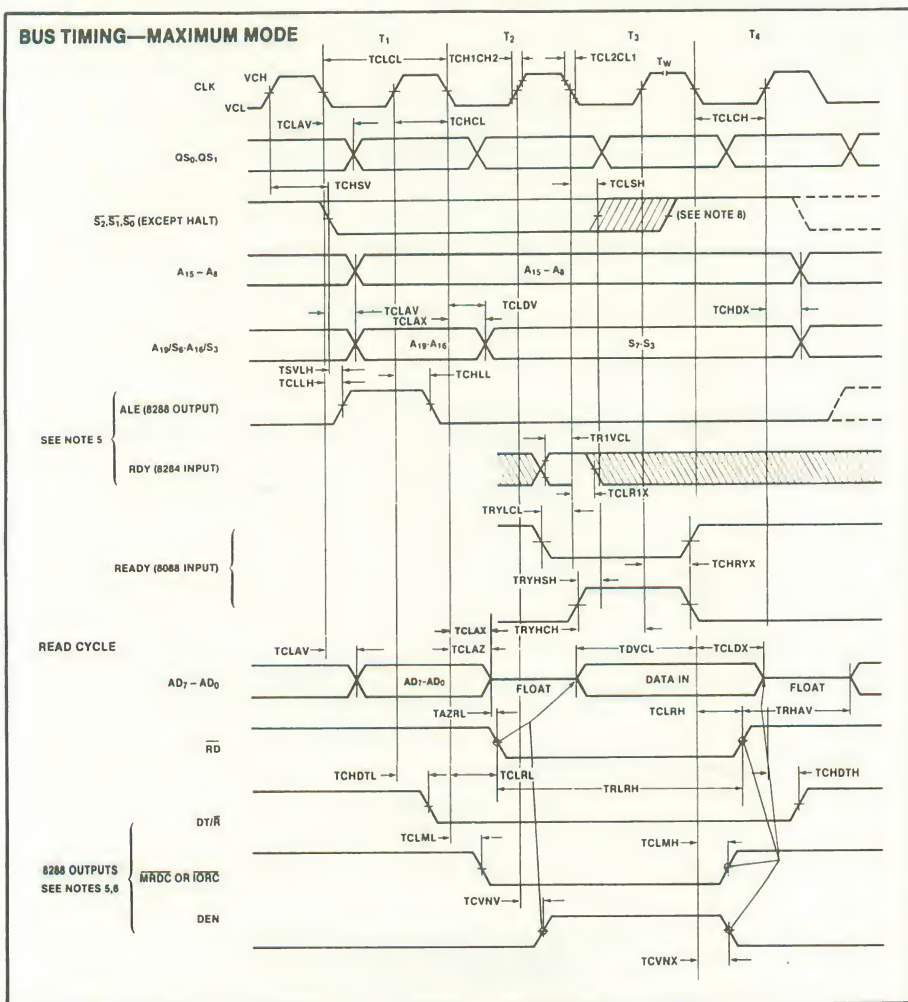 BUS TIMING—MAXIMUM MODE
T1 T2 T3 T4
TCLCL TCH1CH2 TCL2CL1 TW
VCH
CLK
VCL
TCLAV TCHCL TCLCH
QS0,QS1
TCHSV TCLSH
S2,S1,S0 (EXCEPT HALT) (SEE NOTE 8)
A15 – A8 A15 – A8
TCLAV TCLDV TCHDX
TCLAX
A19/S6-A16/S3 A19-A16 S7-S3
TSVLH TCHLL
TCLLH
ALE (8288 OUTPUT)
SEE NOTE 5
TR1VCL
RDY (8284 INPUT)
TCLR1X
TRYLCL
READY (8088 INPUT)
TCHRYX
TRYHSH
TCLAX TRYHCH
READ CYCLE
TCLAV TCLAZ TDVCL TCLDX
AD7 – AD0 AD7-AD0 FLOAT DATA IN FLOAT
TAZRL TCLRH TRHAV
RD
TCHDTL TCLRL TRLRH TCHDTH
DT/R
TCLML TCLMH
8288 OUTPUTS
SEE NOTES 5,6
MRDC OR IORC
TCVNV
DEN
TCVNX